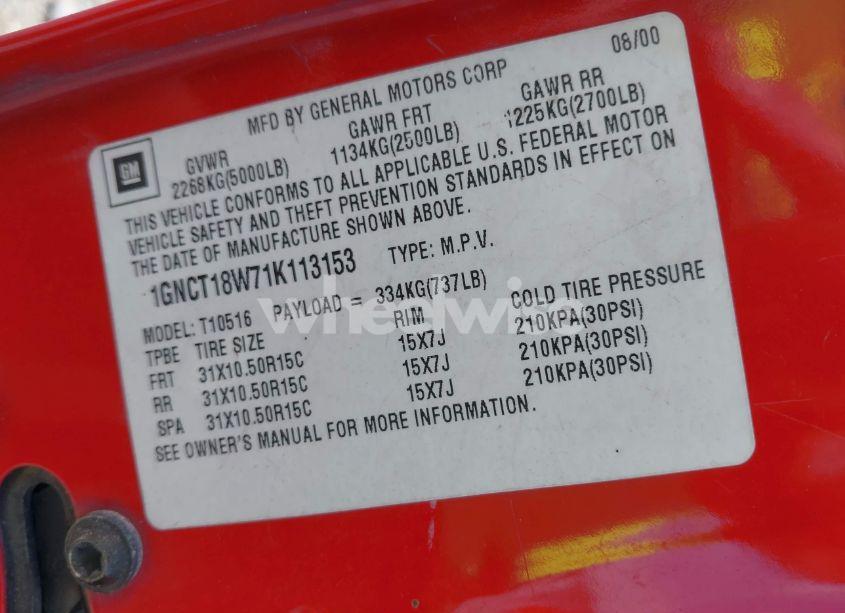 08/00
MFD BY GENERAL MOTORS CORP
GM
GVWR GAWR FRT GAWR RR
2268KG(5000LB) 1134KG(2500LB) 1225KG(2700LB)
THIS VEHICLE CONFORMS TO ALL APPLICABLE U.S. FEDERAL MOTOR
VEHICLE SAFETY AND THEFT PREVENTION STANDARDS IN EFFECT ON
THE DATE OF MANUFACTURE SHOWN ABOVE.
1GNCT18W71K113153 TYPE: M.P.V.
MODEL: T10516 PAYLOAD = 334KG(737LB)
TPBE TIRE SIZE RIM COLD TIRE PRESSURE
FRT 31X10.50R15C 15X7J 210KPA(30PSI)
RR 31X10.50R15C 15X7J 210KPA(30PSI)
SPA 31X10.50R15C 15X7J 210KPA(30PSI)
SEE OWNER'S MANUAL FOR MORE INFORMATION.
wheelwise